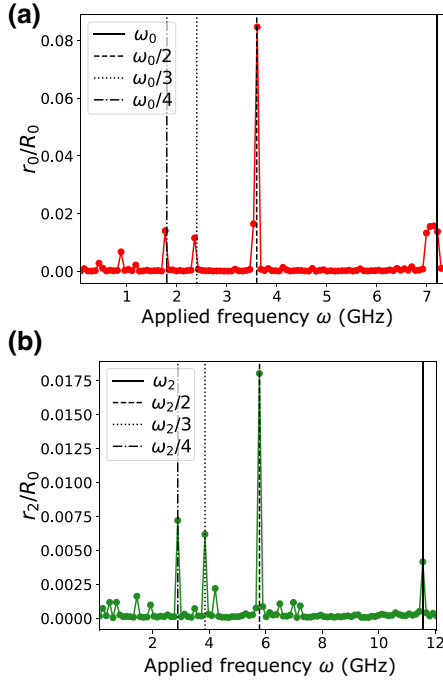 (a)
ω₀
ω₀/2
ω₀/3
ω₀/4
r₀/R₀
0.08
0.06
0.04
0.02
0.00
1 2 3 4 5 6 7
Applied frequency ω (GHz)
(b)
ω₂
ω₂/2
ω₂/3
ω₂/4
r₂/R₀
0.0175
0.0150
0.0125
0.0100
0.0075
0.0050
0.0025
0.0000
2 4 6 8 10 12
Applied frequency ω (GHz)